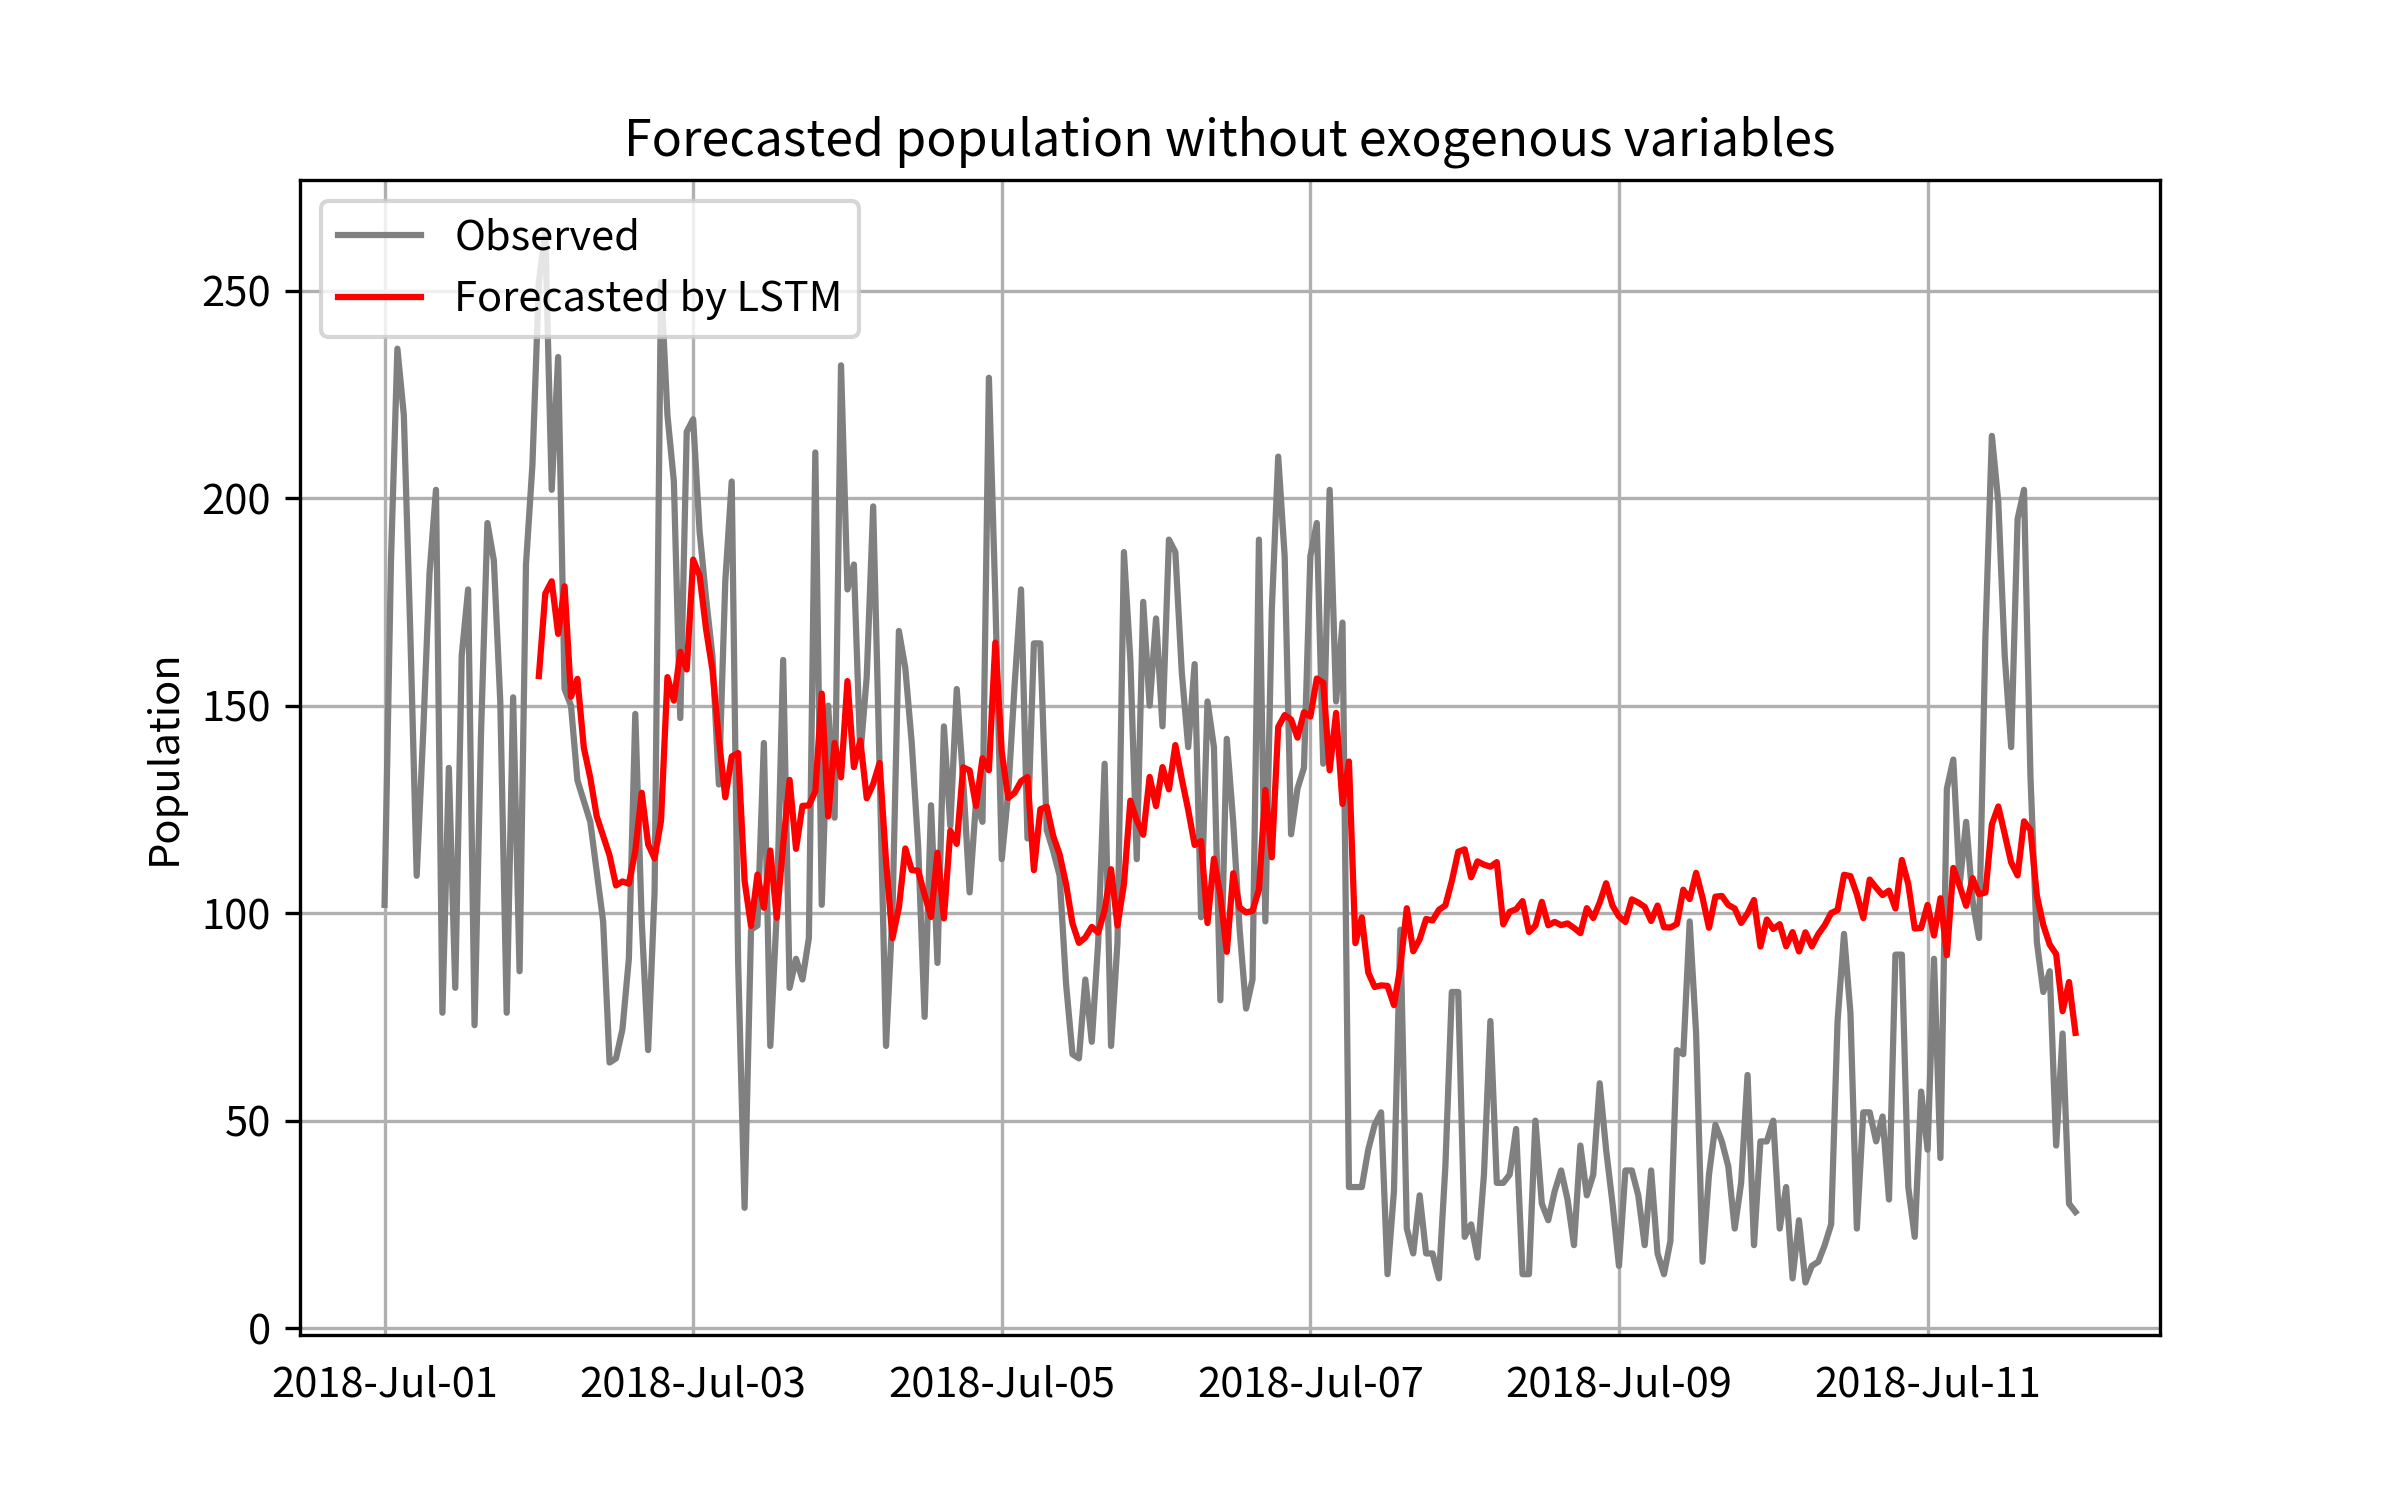 Forecasted population without exogenous variables
Observed
Forecasted by LSTM
Population
250
200
150
100
50
0
2018-Jul-01 2018-Jul-03 2018-Jul-05 2018-Jul-07 2018-Jul-09 2018-Jul-11